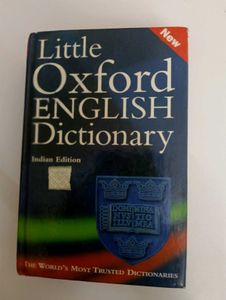 New
Little
Oxford
ENGLISH
Dictionary
Indian Edition
THE WORLD'S MOST TRUSTED DICTIONARIES